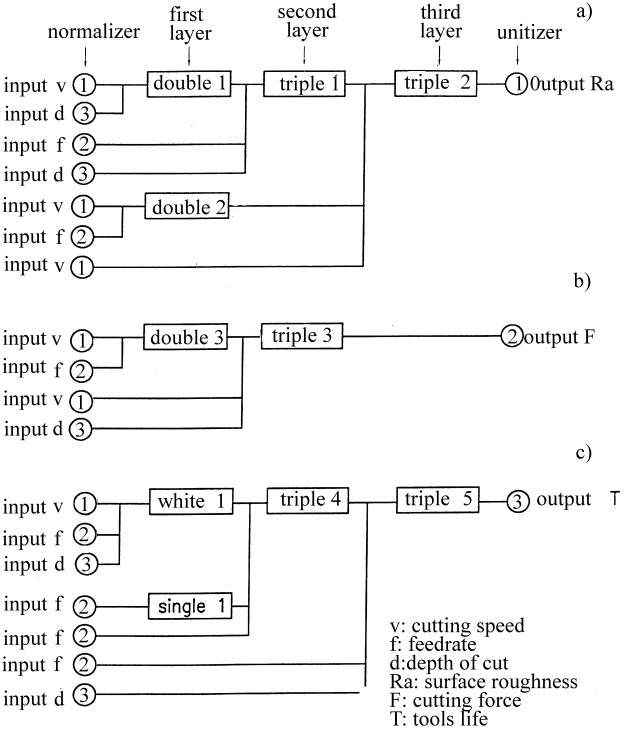 a)
first second third
normalizer layer layer layer unitizer
input v 1 double 1 triple 1 triple 2 1 0utput Ra
input d 3
input f 2
input d 3
input v 1 double 2
input f 2
input v 1
b)
input v 1 double 3 triple 3 2 output F
input f 2
input v 1
input d 3
c)
input v 1 white 1 triple 4 triple 5 3 output T
input f 2
input d 3
input f 2 single 1
input f 2
input f 2
input d 3
v: cutting speed
f: feedrate
d:depth of cut
Ra: surface roughness
F: cutting force
T: tools life